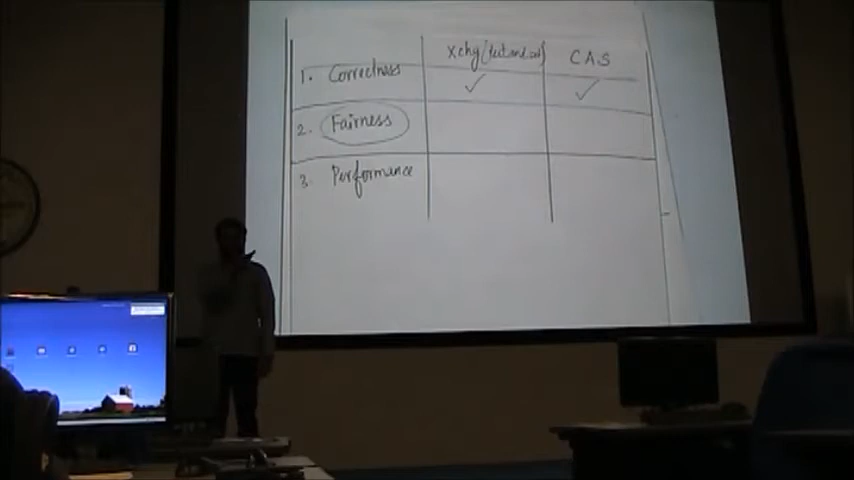 Xchg (test and set) CAS
1. Correctness ✓ ✓
2. Fairness
3. Performance